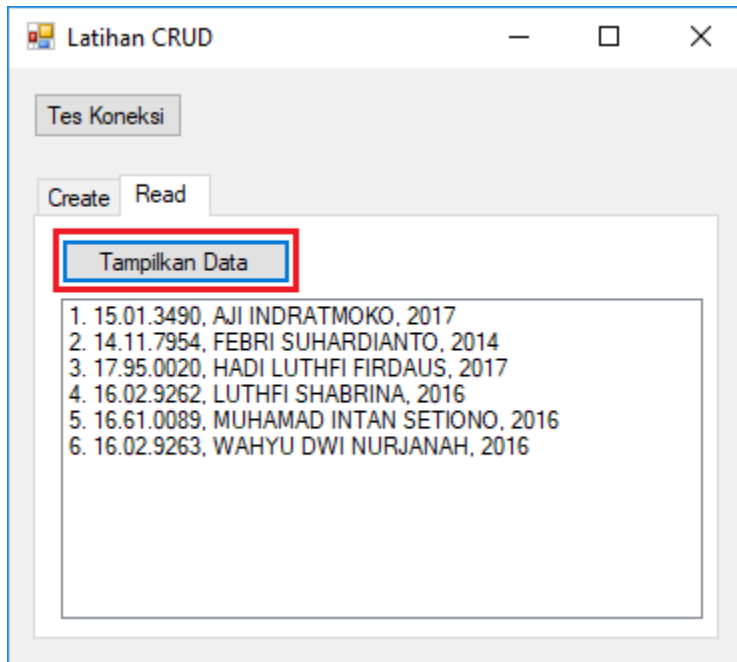 Latihan CRUD
Tes Koneksi
Create Read
Tampilkan Data
1. 15.01.3490, AJI INDRATMOKO, 2017
2. 14.11.7954, FEBRI SUHARDIANTO, 2014
3. 17.95.0020, HADI LUTHFI FIRDAUS, 2017
4. 16.02.9262, LUTHFI SHABRINA, 2016
5. 16.61.0089, MUHAMAD INTAN SETIONO, 2016
6. 16.02.9263, WAHYU DWI NURJANAH, 2016